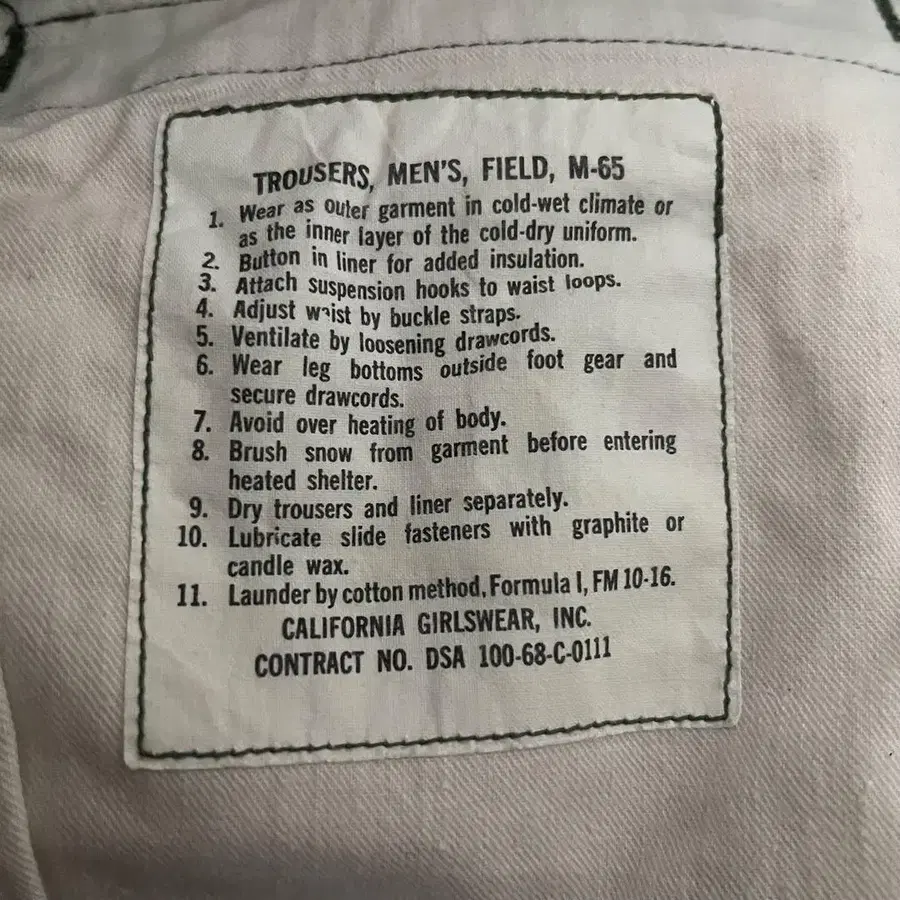 TROUSERS, MEN'S, FIELD, M-65
1. Wear as outer garment in cold-wet climate or
as the inner layer of the cold-dry uniform.
2. Button in liner for added insulation.
3. Attach suspension hooks to waist loops.
4. Adjust waist by buckle straps.
5. Ventilate by loosening drawcords.
6. Wear leg bottoms outside foot gear and
secure drawcords.
7. Avoid over heating of body.
8. Brush snow from garment before entering
heated shelter.
9. Dry trousers and liner separately.
10. Lubricate slide fasteners with graphite or
candle wax.
11. Launder by cotton method, Formula I, FM 10-16.
CALIFORNIA GIRLSWEAR, INC.
CONTRACT NO. DSA 100-68-C-0111